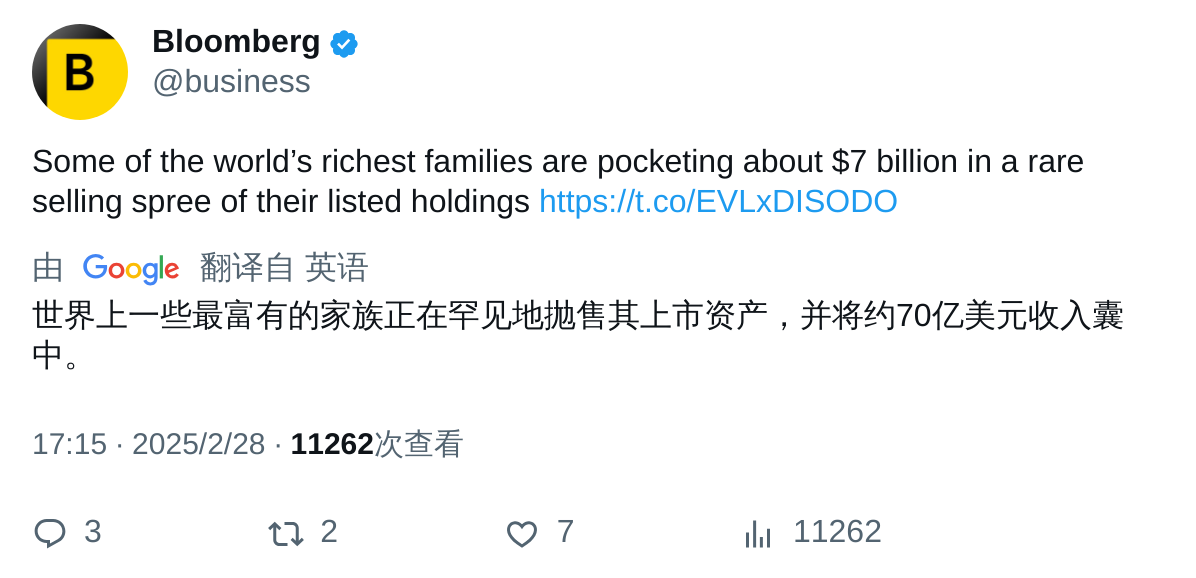 B
Bloomberg
@business
Some of the world’s richest families are pocketing about $7 billion in a rare
selling spree of their listed holdings https://t.co/EVLxDISODO
由 Google 翻译自 英语
世界上一些最富有的家族正在罕见地抛售其上市资产，并将约70亿美元收入囊
中。
17:15 · 2025/2/28 · 11262次查看
3 2 7 11262